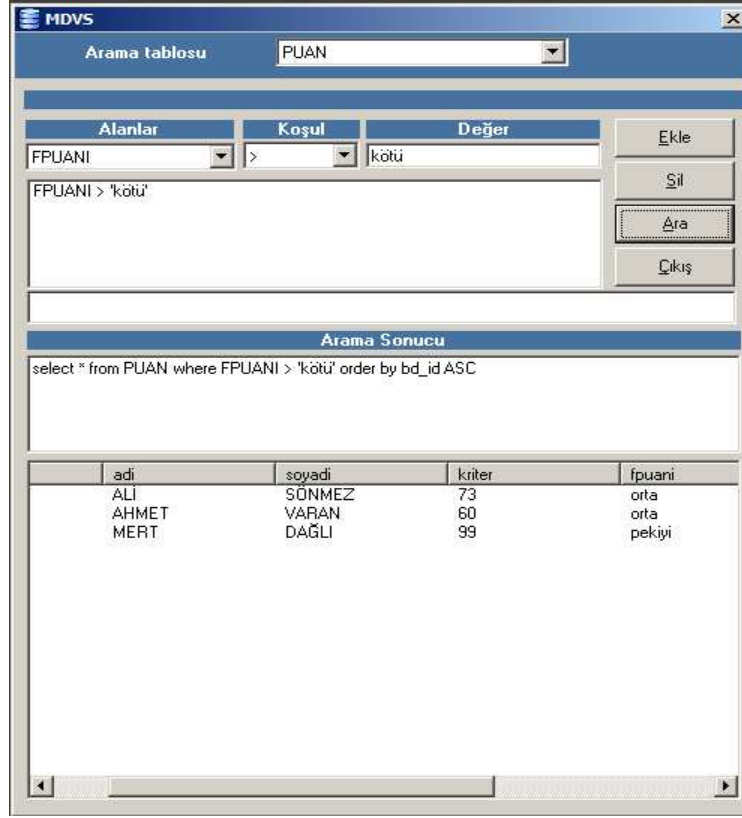 MDVS
Arama tablosu PUAN
Alanlar Koşul Değer
FPUANI > kötü
Ekle
FPUANI > 'kötü'
Sil
Ara
Çıkış
Arama Sonucu
select * from PUAN where FPUANI > 'kötü' order by bd_id ASC
adi soyadi kriter fpuani
ALİ SÖNMEZ 73 orta
AHMET VARAN 60 orta
MERT DAĞLI 99 pekiyi